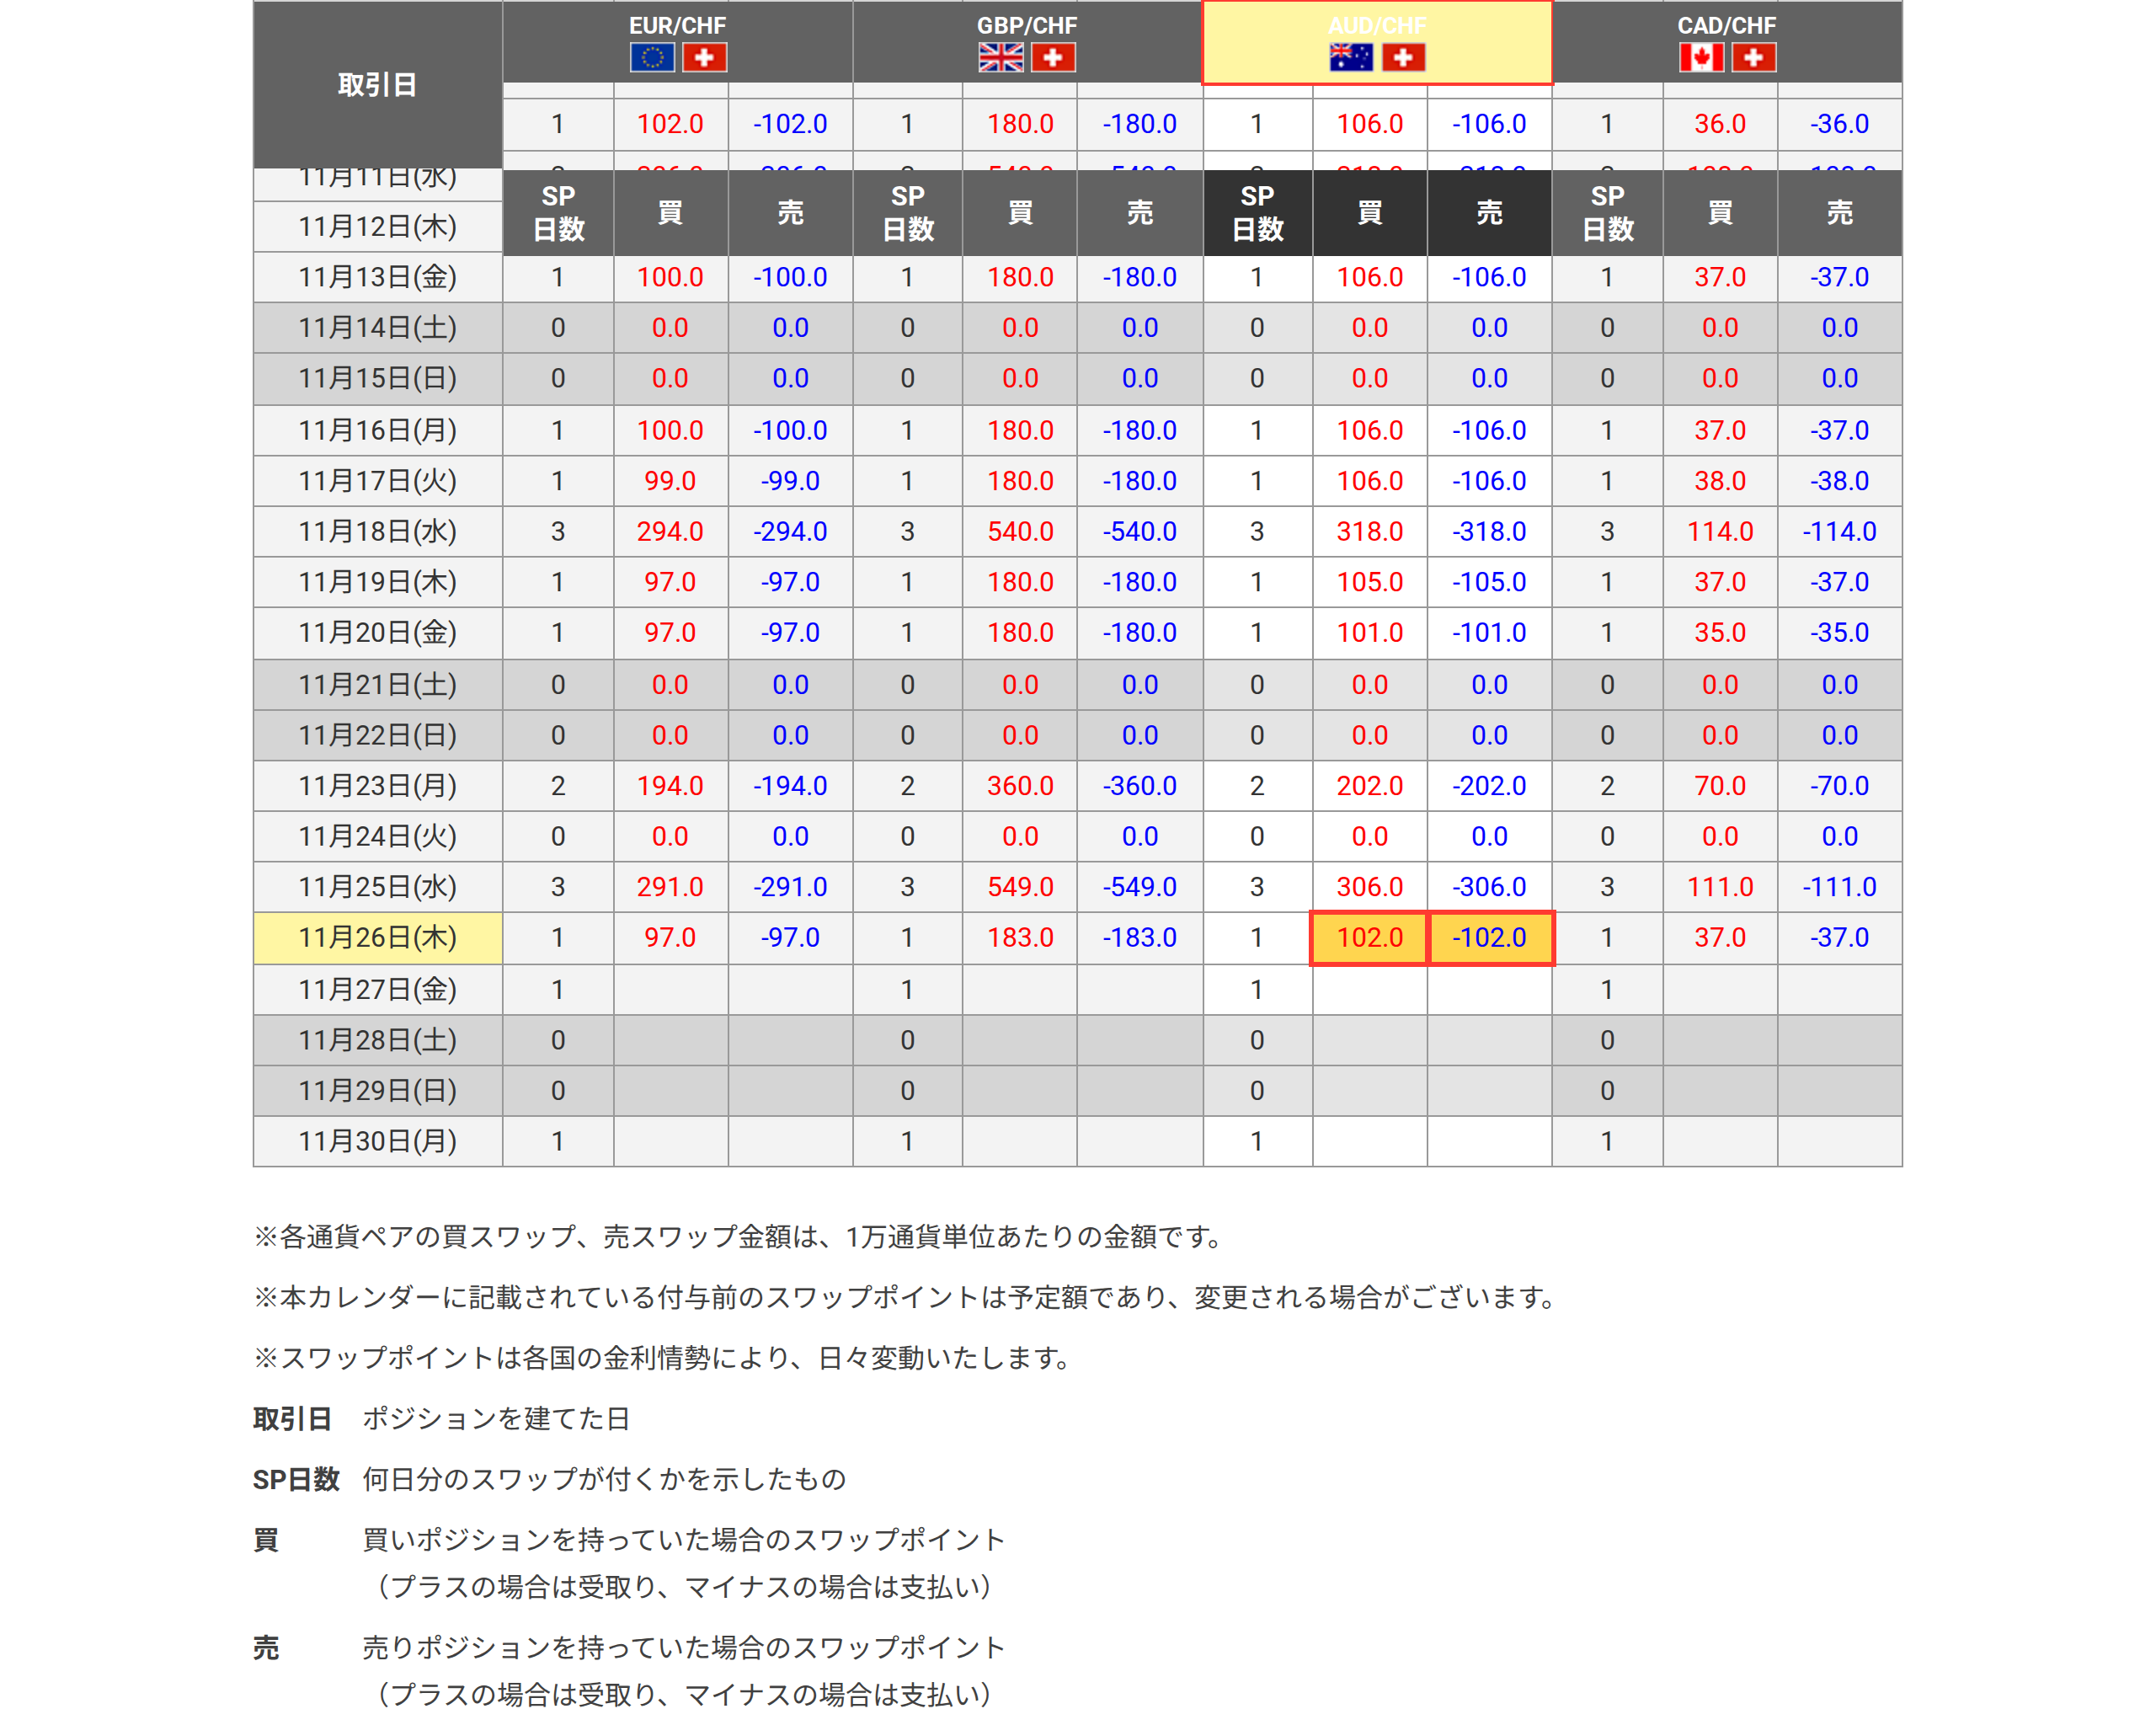 取引日 EUR/CHF GBP/CHF AUD/CHF CAD/CHF
1 102.0 -102.0 1 180.0 -180.0 1 106.0 -106.0 1 36.0 -36.0
11月11日(水)
SP日数 買 売 SP日数 買 売 SP日数 買 売 SP日数 買 売
11月12日(木)
11月13日(金) 1 100.0 -100.0 1 180.0 -180.0 1 106.0 -106.0 1 37.0 -37.0
11月14日(土) 0 0.0 0.0 0 0.0 0.0 0 0.0 0.0 0 0.0 0.0
11月15日(日) 0 0.0 0.0 0 0.0 0.0 0 0.0 0.0 0 0.0 0.0
11月16日(月) 1 100.0 -100.0 1 180.0 -180.0 1 106.0 -106.0 1 37.0 -37.0
11月17日(火) 1 99.0 -99.0 1 180.0 -180.0 1 106.0 -106.0 1 38.0 -38.0
11月18日(水) 3 294.0 -294.0 3 540.0 -540.0 3 318.0 -318.0 3 114.0 -114.0
11月19日(木) 1 97.0 -97.0 1 180.0 -180.0 1 105.0 -105.0 1 37.0 -37.0
11月20日(金) 1 97.0 -97.0 1 180.0 -180.0 1 101.0 -101.0 1 35.0 -35.0
11月21日(土) 0 0.0 0.0 0 0.0 0.0 0 0.0 0.0 0 0.0 0.0
11月22日(日) 0 0.0 0.0 0 0.0 0.0 0 0.0 0.0 0 0.0 0.0
11月23日(月) 2 194.0 -194.0 2 360.0 -360.0 2 202.0 -202.0 2 70.0 -70.0
11月24日(火) 0 0.0 0.0 0 0.0 0.0 0 0.0 0.0 0 0.0 0.0
11月25日(水) 3 291.0 -291.0 3 549.0 -549.0 3 306.0 -306.0 3 111.0 -111.0
11月26日(木) 1 97.0 -97.0 1 183.0 -183.0 1 102.0 -102.0 1 37.0 -37.0
11月27日(金) 1 1 1 1
11月28日(土) 0 0 0 0
11月29日(日) 0 0 0 0
11月30日(月) 1 1 1 1
※各通貨ペアの買スワップ、売スワップ金額は、1万通貨単位あたりの金額です。
※本カレンダーに記載されている付与前のスワップポイントは予定額であり、変更される場合がございます。
※スワップポイントは各国の金利情勢により、日々変動いたします。
取引日 ポジションを建てた日
SP日数 何日分のスワップが付くかを示したもの
買 買いポジションを持っていた場合のスワップポイント
（プラスの場合は受取り、マイナスの場合は支払い）
売 売りポジションを持っていた場合のスワップポイント
（プラスの場合は受取り、マイナスの場合は支払い）